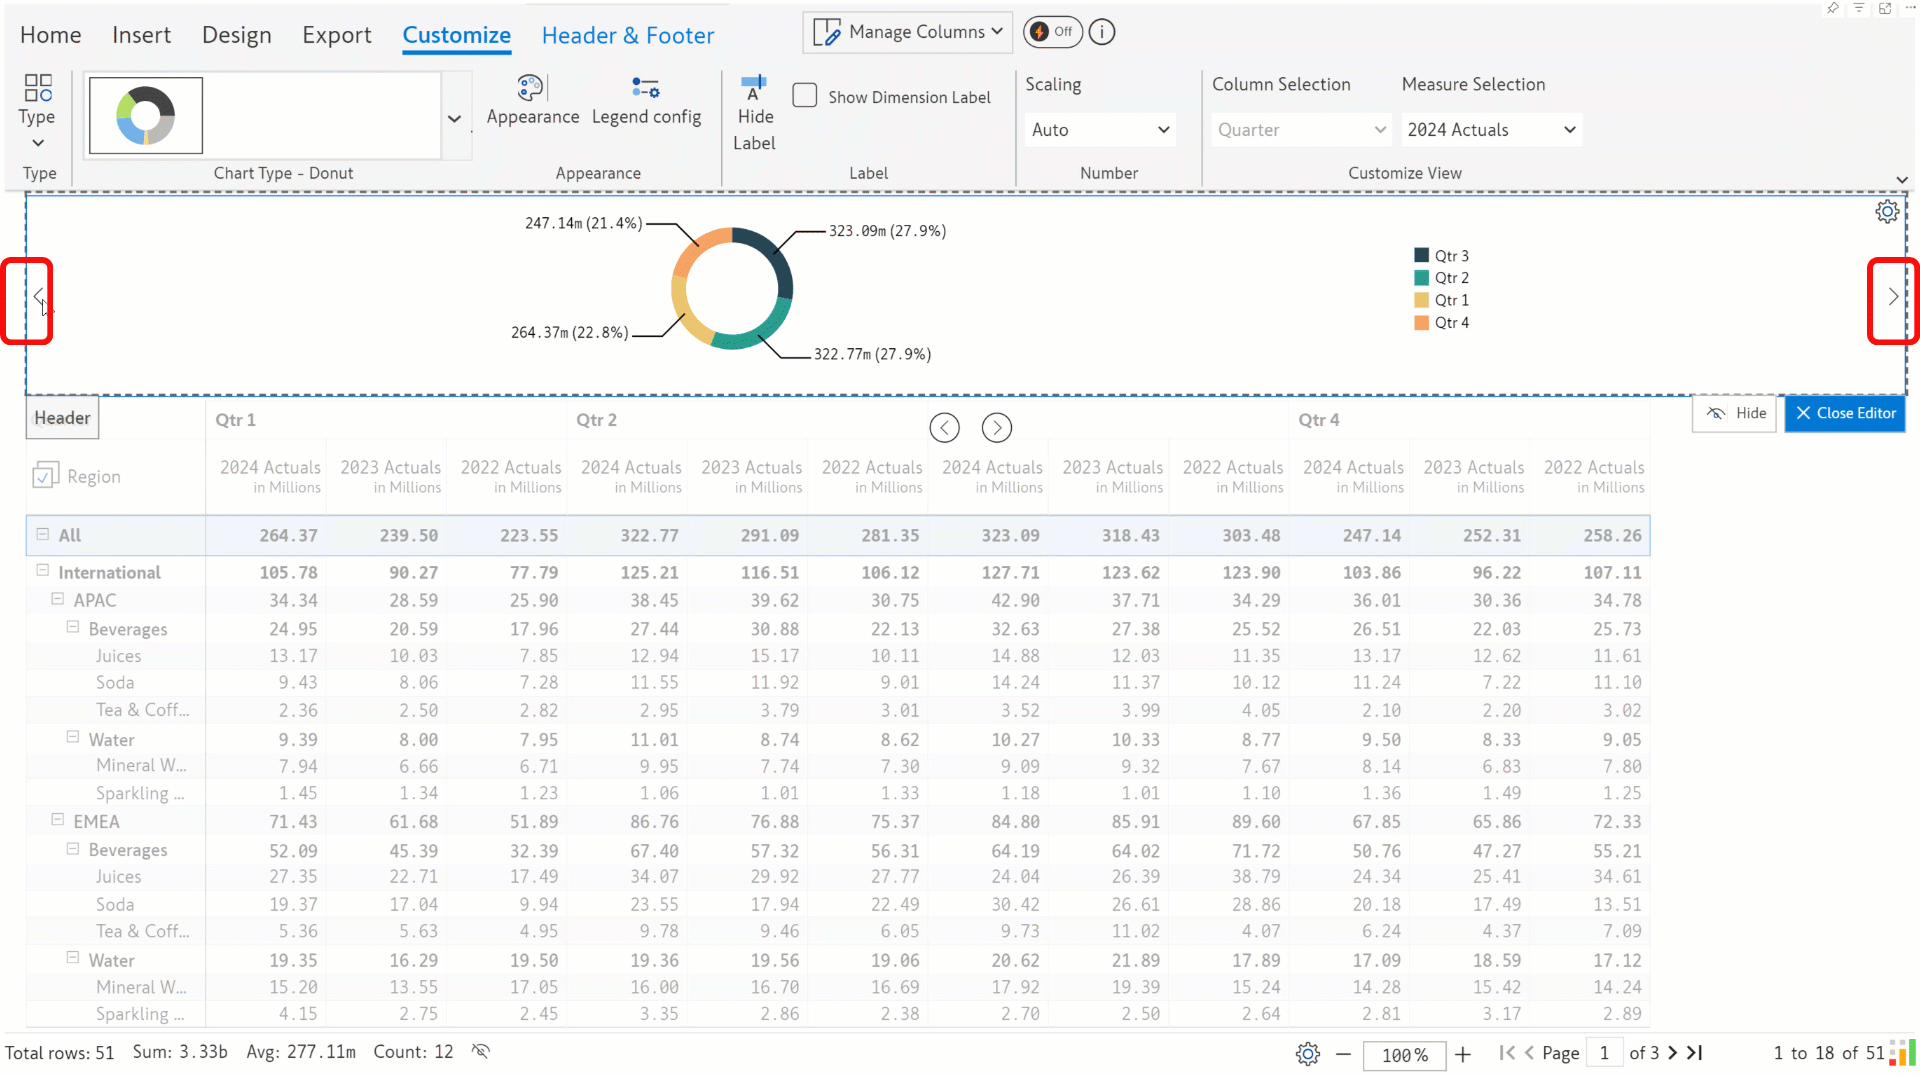 Home Insert Design Export Customize Header & Footer Manage Columns Off i
Type Appearance Legend config Hide Label Show Dimension Label
Scaling Column Selection Measure Selection
Auto Quarter 2024 Actuals
Type Chart Type - Donut Appearance Label Number Customize View
247.14m (21.4%) 323.09m (27.9%)
264.37m (22.8%) 322.77m (27.9%)
Qtr 3
Qtr 2
Qtr 1
Qtr 4
Header Qtr 1 Qtr 2 Qtr 4 Hide Close Editor
Region 2024 Actuals 2023 Actuals 2022 Actuals 2024 Actuals 2023 Actuals 2022 Actuals 2024 Actuals 2023 Actuals 2022 Actuals 2024 Actuals 2023 Actuals 2022 Actuals
in Millions in Millions in Millions in Millions in Millions in Millions in Millions in Millions in Millions in Millions in Millions in Millions
All 264.37 239.50 223.55 322.77 291.09 281.35 323.09 318.43 303.48 247.14 252.31 258.26
International 105.78 90.27 77.79 125.21 116.51 106.12 127.71 123.62 123.90 103.86 96.22 107.11
APAC 34.34 28.59 25.90 38.45 39.62 30.75 42.90 37.71 34.29 36.01 30.36 34.78
Beverages 24.95 20.59 17.96 27.44 30.88 22.13 32.63 27.38 25.52 26.51 22.03 25.73
Juices 13.17 10.03 7.85 12.94 15.17 10.11 14.88 12.03 11.35 13.17 12.62 11.61
Soda 9.43 8.06 7.28 11.55 11.92 9.01 14.24 11.37 10.12 11.24 7.22 11.10
Tea & Coff... 2.36 2.50 2.82 2.95 3.79 3.01 3.52 3.99 4.05 2.10 2.20 3.02
Water 9.39 8.00 7.95 11.01 8.74 8.62 10.27 10.33 8.77 9.50 8.33 9.05
Mineral W... 7.94 6.66 6.71 9.95 7.74 7.30 9.09 9.32 7.67 8.14 6.83 7.80
Sparkling ... 1.45 1.34 1.23 1.06 1.01 1.33 1.18 1.01 1.10 1.36 1.49 1.25
EMEA 71.43 61.68 51.89 86.76 76.88 75.37 84.80 85.91 89.60 67.85 65.86 72.33
Beverages 52.09 45.39 32.39 67.40 57.32 56.31 64.19 64.02 71.72 50.76 47.27 55.21
Juices 27.35 22.71 17.49 34.07 29.92 27.77 24.04 26.39 38.79 24.34 25.41 34.61
Soda 19.37 17.04 9.94 23.55 17.94 22.49 30.42 26.61 28.86 20.18 17.49 13.51
Tea & Coff... 5.36 5.63 4.95 9.78 9.46 6.05 9.73 11.02 4.07 6.24 4.37 7.09
Water 19.35 16.29 19.50 19.36 19.56 19.06 20.62 21.89 17.89 17.09 18.59 17.12
Mineral W... 15.20 13.55 17.05 16.00 16.70 16.69 17.92 19.39 15.24 14.28 15.42 14.24
Sparkling ... 4.15 2.75 2.45 3.35 2.86 2.38 2.70 2.50 2.64 2.81 3.17 2.89
Total rows: 51 Sum: 3.33b Avg: 277.11m Count: 12 100% Page 1 of 3 1 to 18 of 51